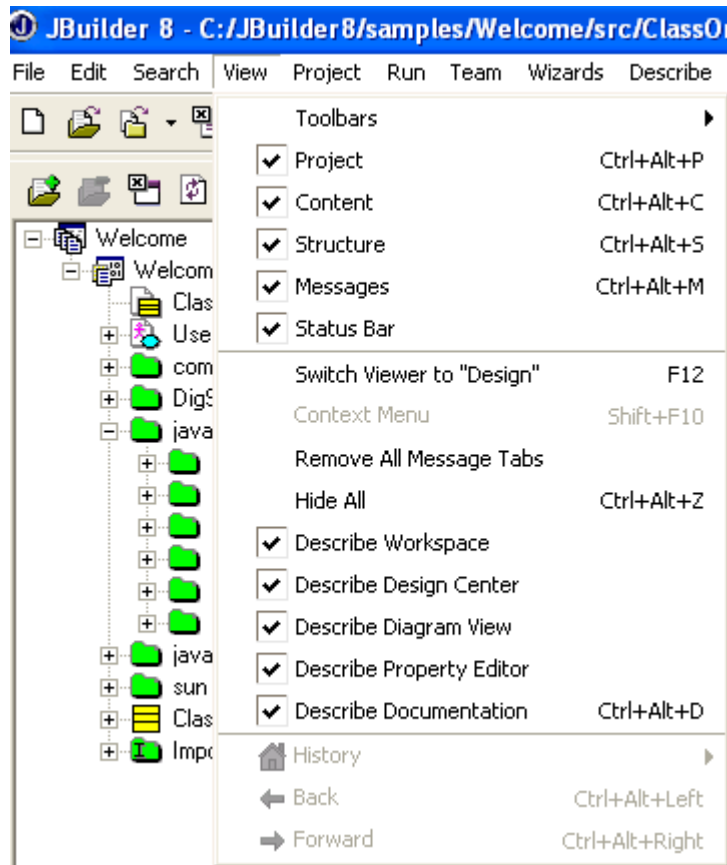 JBuilder 8 - C:/JBuilder8/samples/Welcome/src/ClassO
File Edit Search View Project Run Team Wizards Describe
Toolbars
Project Ctrl+Alt+P
Content Ctrl+Alt+C
Structure Ctrl+Alt+S
Messages Ctrl+Alt+M
Status Bar
Switch Viewer to "Design" F12
Context Menu Shift+F10
Remove All Message Tabs
Hide All Ctrl+Alt+Z
Describe Workspace
Describe Design Center
Describe Diagram View
Describe Property Editor
Describe Documentation Ctrl+Alt+D
History
Back Ctrl+Alt+Left
Forward Ctrl+Alt+Right
Welcome
Welcom
Clas
Use
com
DigS
java
java
sun
Clas
Impo